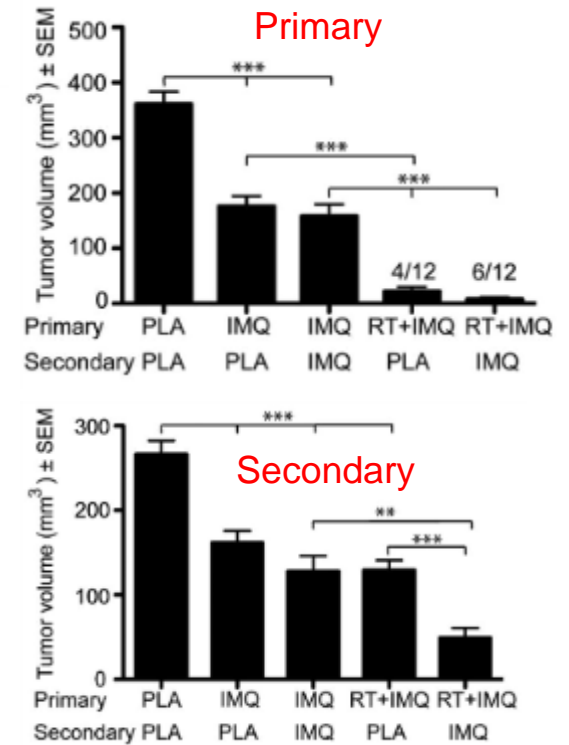 Primary
Tumor volume (mm³) ± SEM
500
400
300
200
100
0
***
***
***
4/12 6/12
Primary PLA IMQ IMQ RT+IMQ RT+IMQ
Secondary PLA PLA IMQ PLA IMQ
Secondary
Tumor volume (mm³) ± SEM
300
200
100
0
***
**
***
Primary PLA IMQ IMQ RT+IMQ RT+IMQ
Secondary PLA PLA IMQ PLA IMQ